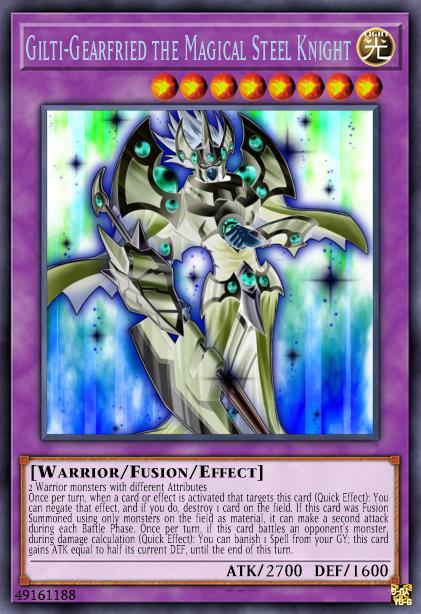 Gilti-Gearfried the Magical Steel Knight
LIGHT
光
[Warrior/Fusion/Effect]
2 Warrior monsters with different Attributes
Once per turn, when a card or effect is activated that targets this card (Quick Effect): You
can negate that effect, and if you do, destroy 1 card on the field. If this card was Fusion
Summoned using only monsters on the field as material, it can make a second attack
during each Battle Phase. Once per turn, if this card battles an opponent's monster,
during damage calculation (Quick Effect): You can banish 1 Spell from your GY; this card
gains ATK equal to half its current DEF, until the end of this turn.
ATK/2700 DEF/1600
49161188